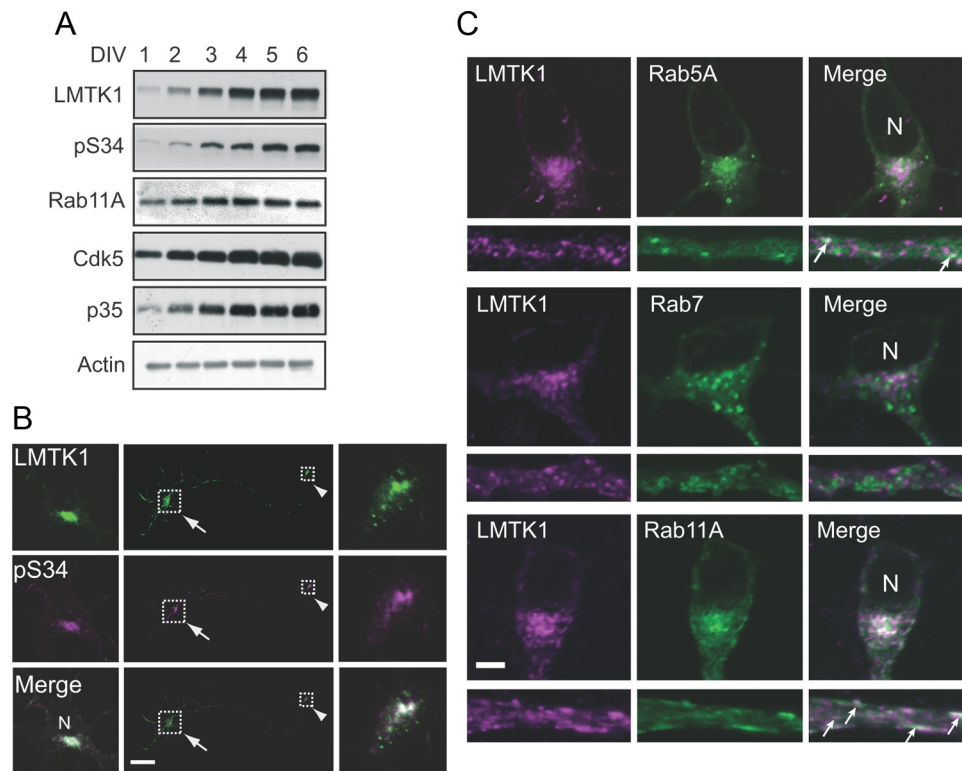 A
DIV 1 2 3 4 5 6
LMTK1
pS34
Rab11A
Cdk5
p35
Actin
B
LMTK1
pS34
Merge
N
C
LMTK1 Rab5A Merge
N
LMTK1 Rab7 Merge
N
LMTK1 Rab11A Merge
N